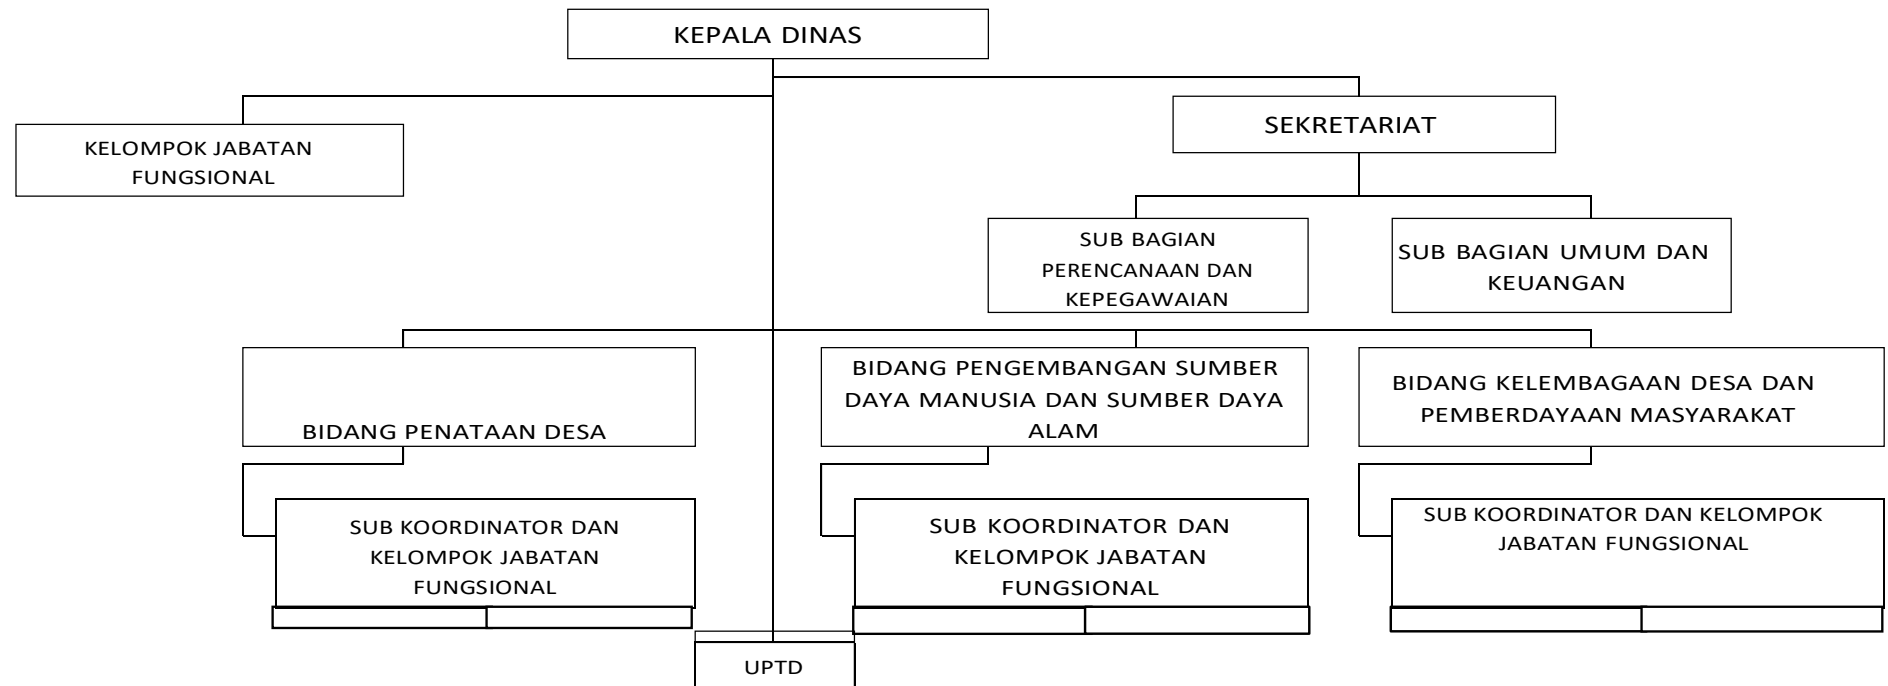 KEPALA DINAS
SEKRETARIAT
KELOMPOK JABATAN
FUNGSIONAL
SUB BAGIAN
PERENCANAAN DAN
KEPEGAWAIAN
SUB BAGIAN UMUM DAN
KEUANGAN
BIDANG PENATAAN DESA
BIDANG PENGEMBANGAN SUMBER
DAYA MANUSIA DAN SUMBER DAYA
ALAM
BIDANG KELEMBAGAAN DESA DAN
PEMBERDAYAAN MASYARAKAT
SUB KOORDINATOR DAN
KELOMPOK JABATAN
FUNGSIONAL
SUB KOORDINATOR DAN
KELOMPOK JABATAN
FUNGSIONAL
SUB KOORDINATOR DAN KELOMPOK
JABATAN FUNGSIONAL
UPTD